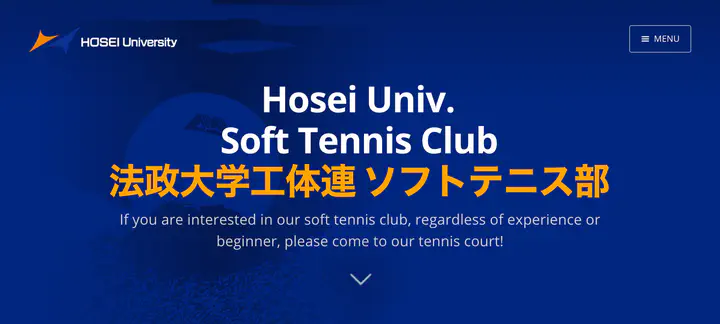 HOSEI University
MENU
Hosei Univ.
Soft Tennis Club
法政大学工体連 ソフトテニス部
If you are interested in our soft tennis club, regardless of experience or
beginner, please come to our tennis court!